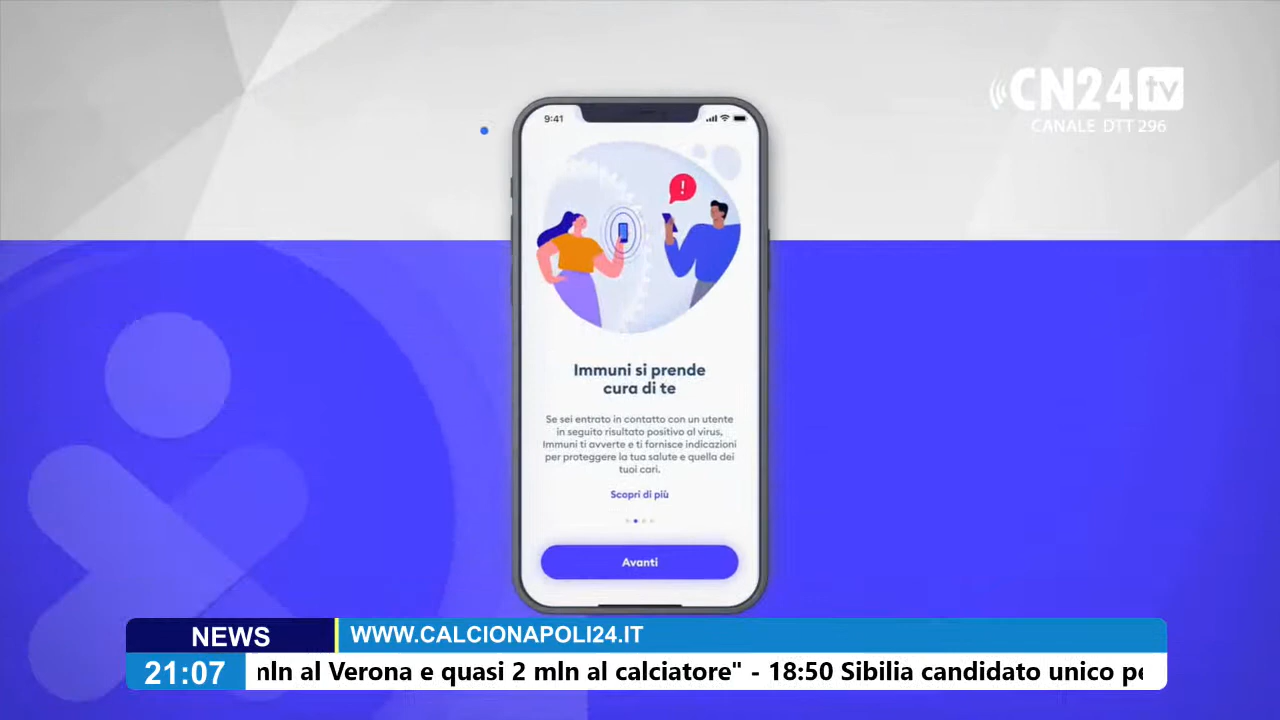 CN24 tv
CANALE DTT 296
9:41
!
Immuni si prende
cura di te
Se sei entrato in contatto con un utente
in seguito risultato positivo al virus,
Immuni ti avverte e ti fornisce indicazioni
per proteggere la tua salute e quella dei
tuoi cari.
Scopri di più
Avanti
NEWS
WWW.CALCIONAPOLI24.IT
21:07
mln al Verona e quasi 2 mln al calciatore" - 18:50 Sibilia candidato unico pe